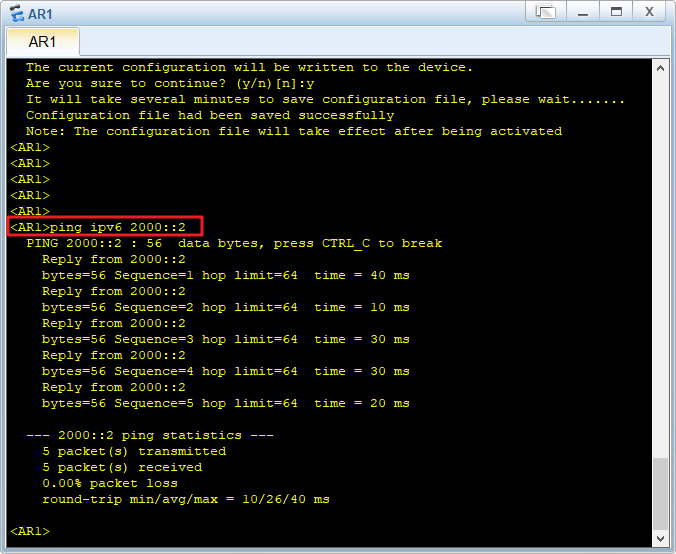 AR1
AR1
The current configuration will be written to the device.
Are you sure to continue? (y/n)[n]:y
It will take several minutes to save configuration file, please wait.......
Configuration file had been saved successfully
Note: The configuration file will take effect after being activated
<AR1>
<AR1>
<AR1>
<AR1>
<AR1>
<AR1>ping ipv6 2000::2
PING 2000::2 : 56  data bytes, press CTRL_C to break
Reply from 2000::2
bytes=56 Sequence=1 hop limit=64  time = 40 ms
Reply from 2000::2
bytes=56 Sequence=2 hop limit=64  time = 10 ms
Reply from 2000::2
bytes=56 Sequence=3 hop limit=64  time = 30 ms
Reply from 2000::2
bytes=56 Sequence=4 hop limit=64  time = 30 ms
Reply from 2000::2
bytes=56 Sequence=5 hop limit=64  time = 20 ms
--- 2000::2 ping statistics ---
5 packet(s) transmitted
5 packet(s) received
0.00% packet loss
round-trip min/avg/max = 10/26/40 ms
<AR1>